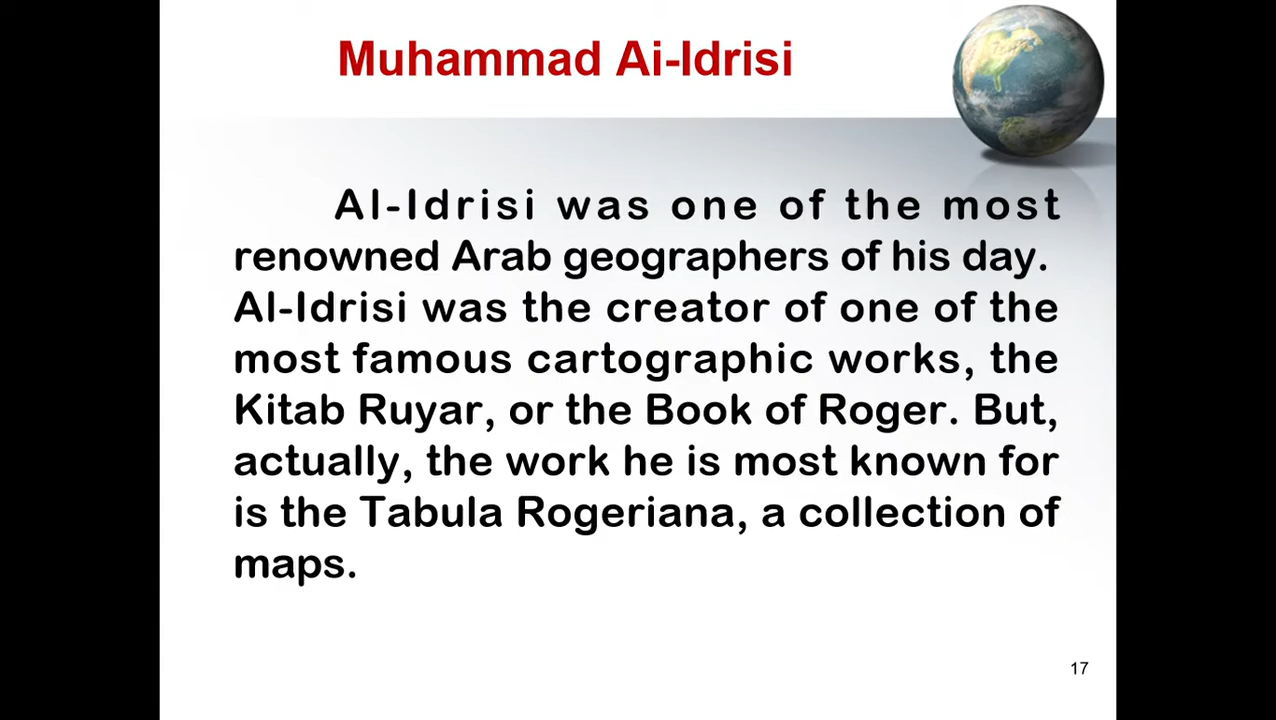 Muhammad Ai-Idrisi
Al-Idrisi was one of the most
renowned Arab geographers of his day.
Al-Idrisi was the creator of one of the
most famous cartographic works, the
Kitab Ruyar, or the Book of Roger. But,
actually, the work he is most known for
is the Tabula Rogeriana, a collection of
maps.
17